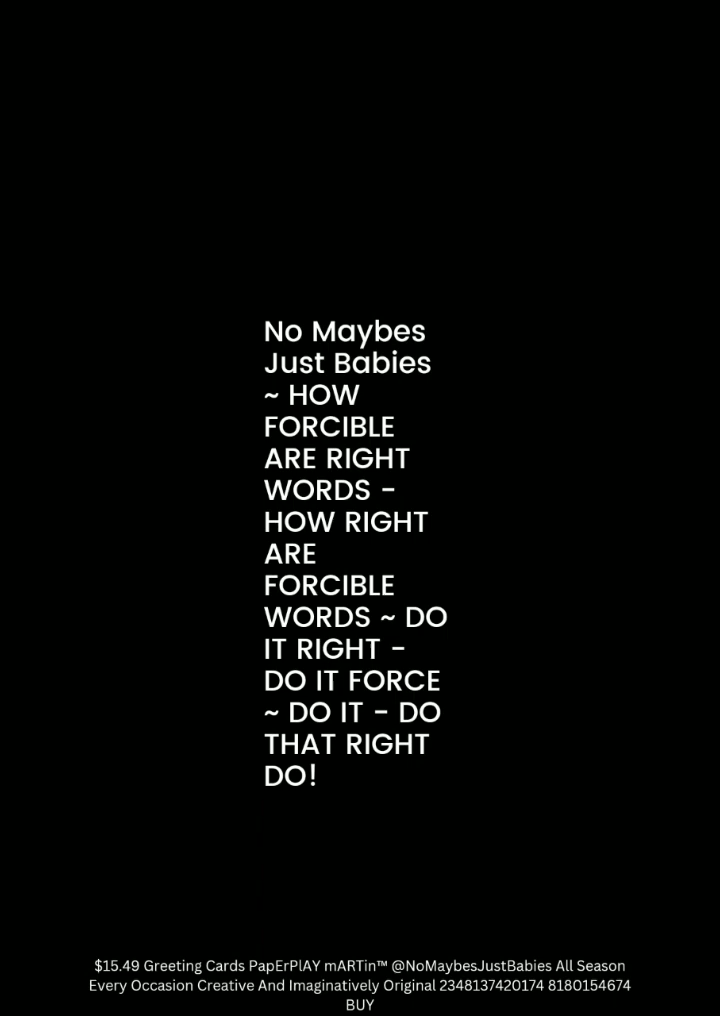 No Maybes
Just Babies
~ HOW
FORCIBLE
ARE RIGHT
WORDS -
HOW RIGHT
ARE
FORCIBLE
WORDS ~ DO
IT RIGHT -
DO IT FORCE
~ DO IT - DO
THAT RIGHT
DO!
$15.49 Greeting Cards PapErPlAY mARTin™ @NoMaybesJustBabies All Season
Every Occasion Creative And Imaginatively Original 2348137420174 8180154674
BUY